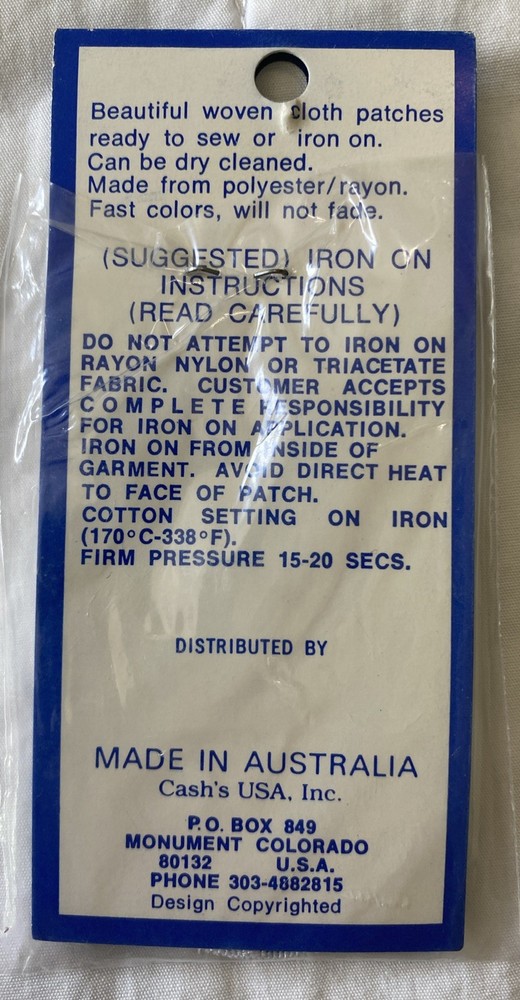 Beautiful woven cloth patches
ready to sew or iron on.
Can be dry cleaned.
Made from polyester/rayon.
Fast colors, will not fade.
(SUGGESTED) IRON ON
INSTRUCTIONS
(READ CAREFULLY)
DO NOT ATTEMPT TO IRON ON
RAYON NYLON OR TRIACETATE
FABRIC. CUSTOMER ACCEPTS
COMPLETE RESPONSIBILITY
FOR IRON ON APPLICATION.
IRON ON FROM INSIDE OF
GARMENT. AVOID DIRECT HEAT
TO FACE OF PATCH.
COTTON SETTING ON IRON
(170°C-338°F).
FIRM PRESSURE 15-20 SECS.
DISTRIBUTED BY
MADE IN AUSTRALIA
Cash's USA, Inc.
P.O. BOX 849
MONUMENT COLORADO
80132 U.S.A.
PHONE 303-4882815
Design Copyrighted